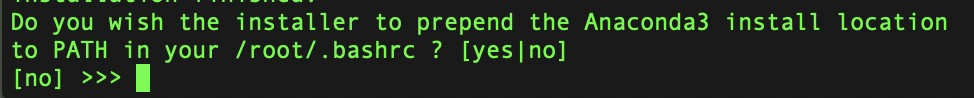 Do you wish the installer to prepend the Anaconda3 install location
to PATH in your /root/.bashrc ? [yes|no]
[no] >>>